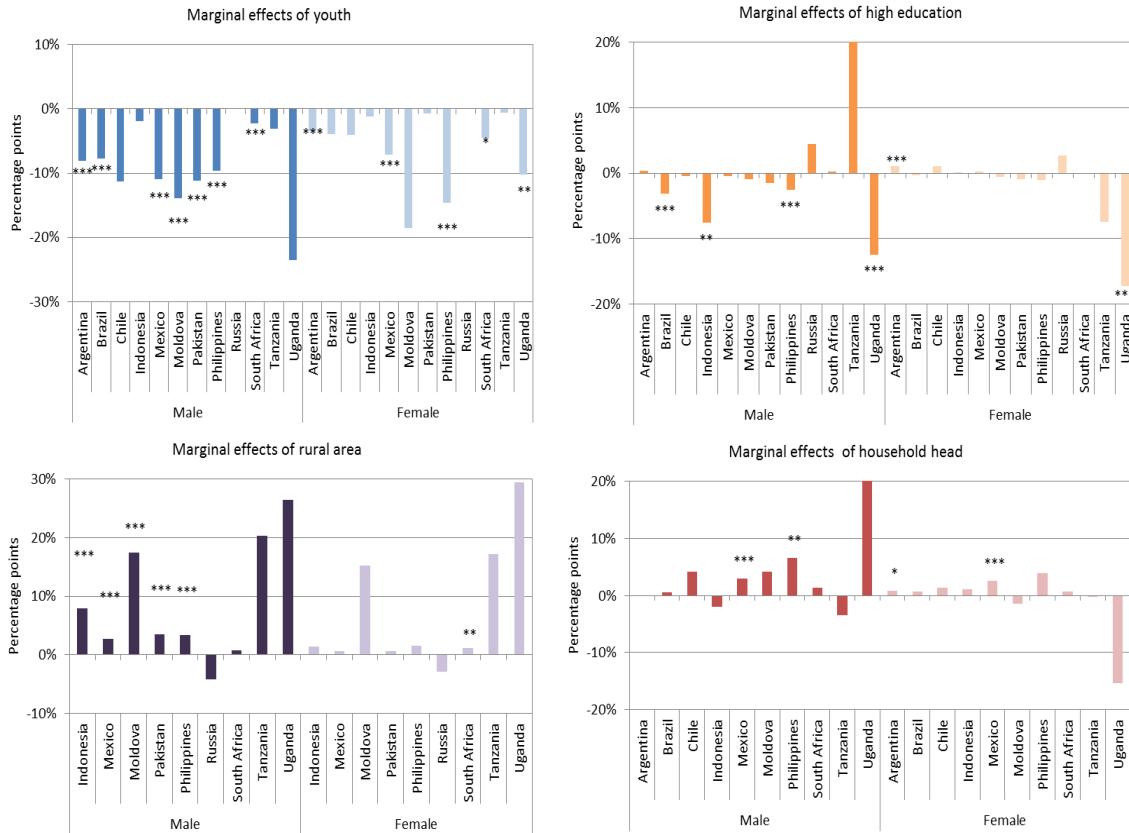 Marginal effects of youth
Percentage points
10%
0%
-10%
-20%
-30%
*** *** *** *** *** *** *** *** *** *** * **
Argentina Brazil Chile Indonesia Mexico Moldova Pakistan Philippines Russia South Africa Tanzania Uganda Argentina Brazil Chile Indonesia Mexico Moldova Pakistan Philippines Russia South Africa Tanzania Uganda
Male Female
Marginal effects of high education
Percentage points
20%
10%
0%
-10%
-20%
*** ** *** *** *** **
Argentina Brazil Chile Indonesia Mexico Moldova Pakistan Philippines Russia South Africa Tanzania Uganda Argentina Brazil Chile Indonesia Mexico Moldova Pakistan Philippines Russia South Africa Tanzania Uganda
Male Female
Marginal effects of rural area
Percentage points
30%
20%
10%
0%
-10%
*** *** *** *** *** **
Indonesia Mexico Moldova Pakistan Philippines Russia South Africa Tanzania Uganda Indonesia Mexico Moldova Pakistan Philippines Russia South Africa Tanzania Uganda
Male Female
Marginal effects of household head
Percentage points
20%
10%
0%
-10%
-20%
*** ** * ***
Argentina Brazil Chile Indonesia Mexico Moldova Philippines South Africa Tanzania Uganda Argentina Brazil Chile Indonesia Mexico Moldova Philippines South Africa Tanzania Uganda
Male Female